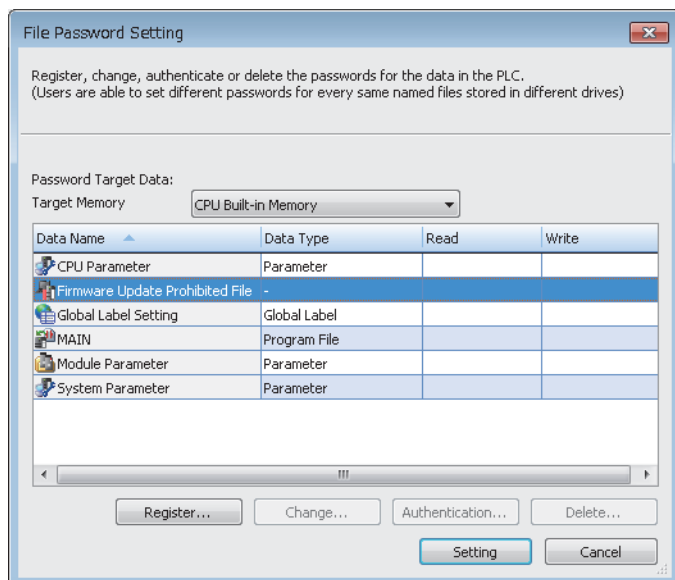 File Password Setting
Register, change, authenticate or delete the passwords for the data in the PLC.
(Users are able to set different passwords for every same named files stored in different drives)
Password Target Data:
Target Memory CPU Built-in Memory
Data Name Data Type Read Write
CPU Parameter Parameter
Firmware Update Prohibited File -
Global Label Setting Global Label
MAIN Program File
Module Parameter Parameter
System Parameter Parameter
Register... Change... Authentication... Delete...
Setting Cancel